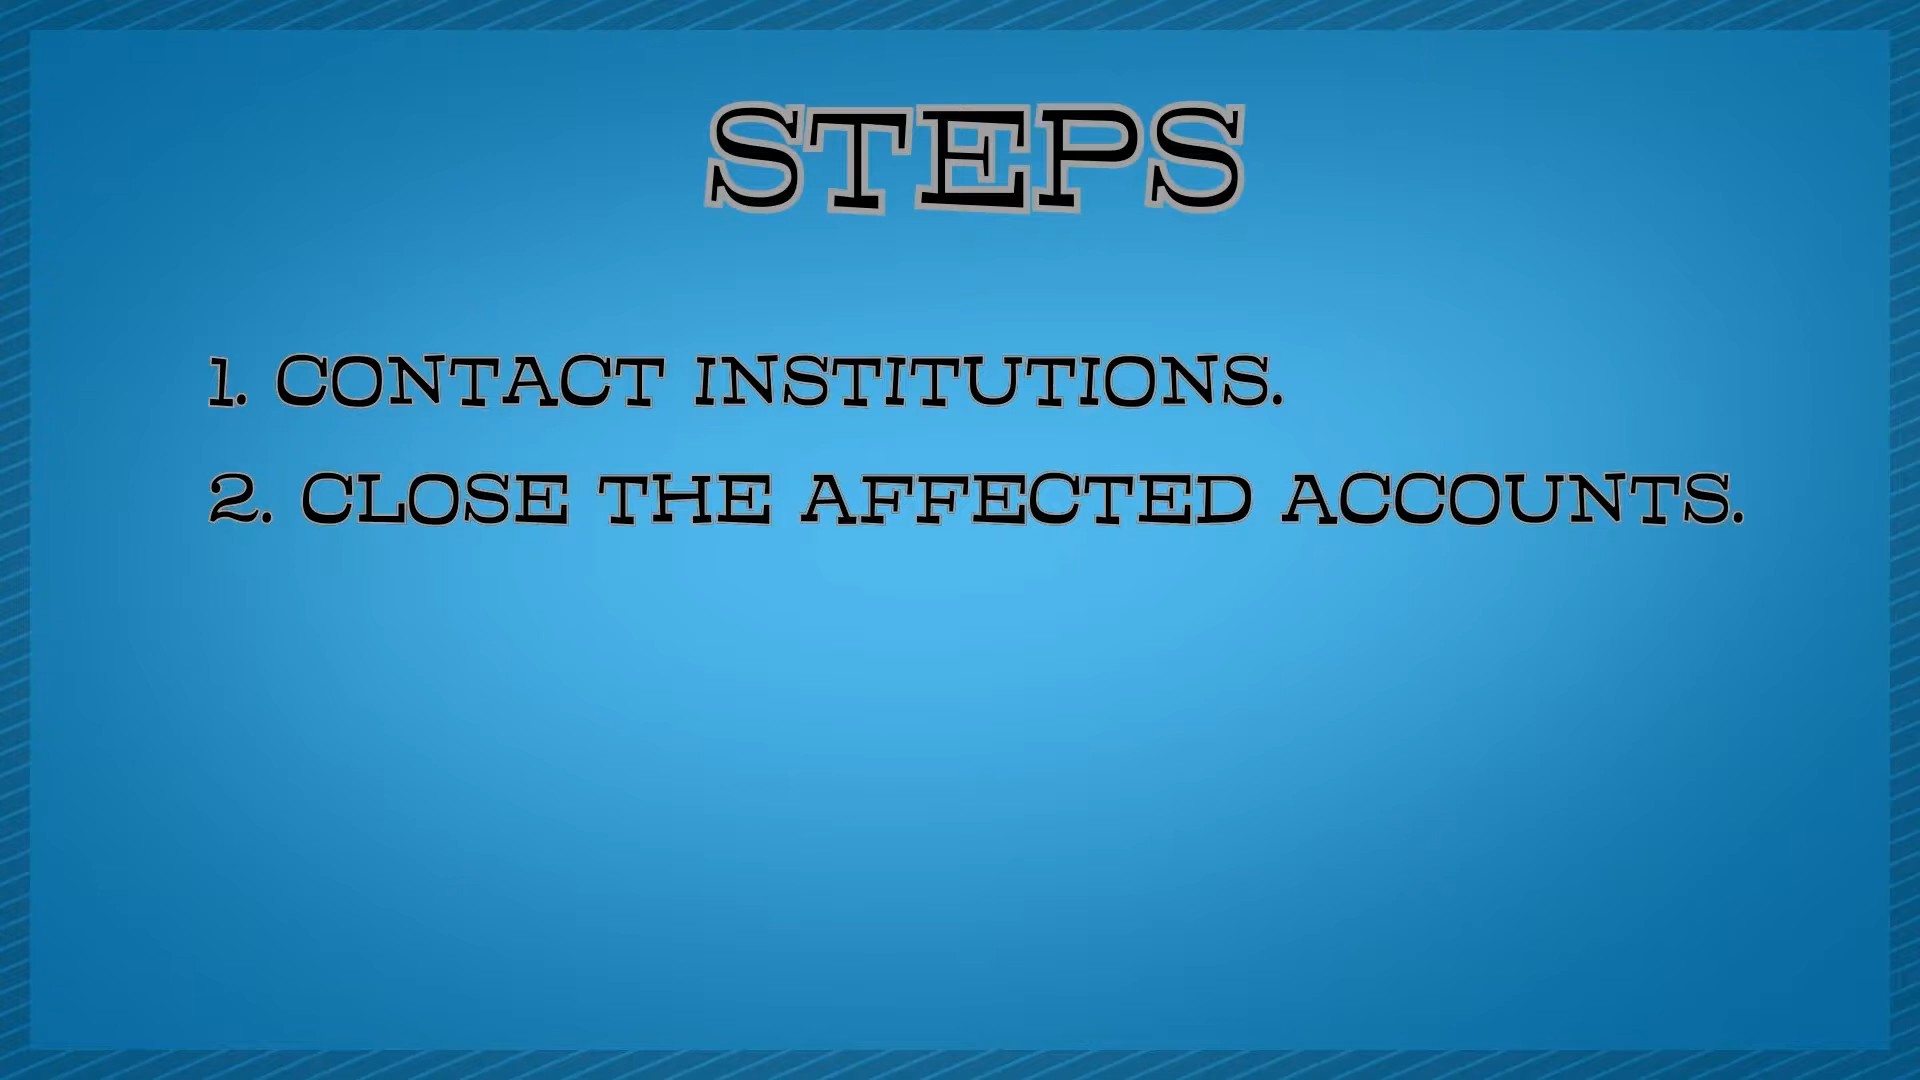 STEPS
1. CONTACT INSTITUTIONS.
2. CLOSE THE AFFECTED ACCOUNTS.